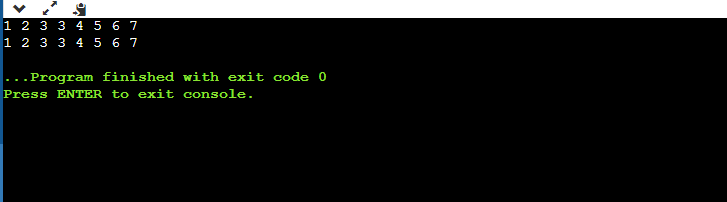 1 2 3 3 4 5 6 7
1 2 3 3 4 5 6 7
...Program finished with exit code 0
Press ENTER to exit console.